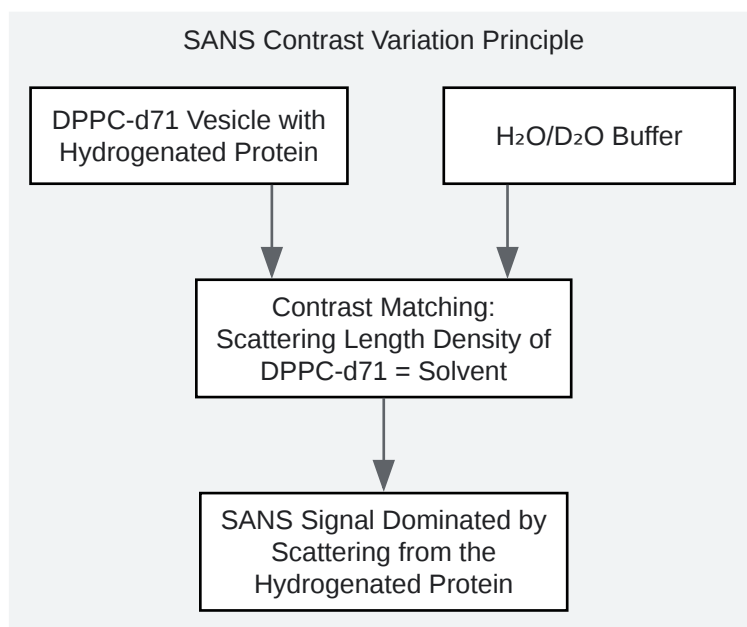 SANS Contrast Variation Principle
DPPC-d71 Vesicle with
Hydrogenated Protein
H₂O/D₂O Buffer
Contrast Matching:
Scattering Length Density of
DPPC-d71 = Solvent
SANS Signal Dominated by
Scattering from the
Hydrogenated Protein